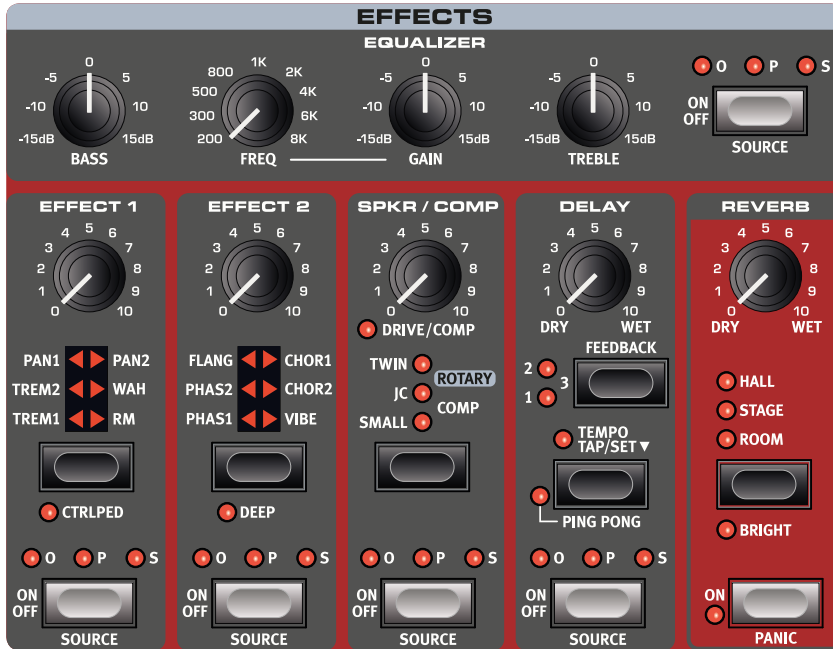 EFFECTS
EQUALIZER
-15dB -10 -5 0 5 10 15dB
BASS
200 300 500 800 1K 2K 4K 6K 8K
FREQ
-15dB -10 -5 0 5 10 15dB
GAIN
-15dB -10 -5 0 5 10 15dB
TREBLE
O P S
ON
OFF
SOURCE
EFFECT 1
0 1 2 3 4 5 6 7 8 9 10
PAN1 PAN2
TREM2 WAH
TREM1 RM
CTRLPED
O P S
ON
OFF
SOURCE
EFFECT 2
0 1 2 3 4 5 6 7 8 9 10
FLANG CHOR1
PHAS2 CHOR2
PHAS1 VIBE
DEEP
O P S
ON
OFF
SOURCE
SPKR / COMP
0 1 2 3 4 5 6 7 8 9 10
DRIVE/COMP
TWIN
ROTARY
JC
COMP
SMALL
O P S
ON
OFF
SOURCE
DELAY
0 1 2 3 4 5 6 7 8 9 10
DRY WET
FEEDBACK
2
3
1
TEMPO
TAP/SET ▼
PING PONG
O P S
ON
OFF
SOURCE
REVERB
0 1 2 3 4 5 6 7 8 9 10
DRY WET
HALL
STAGE
ROOM
BRIGHT
ON
PANIC